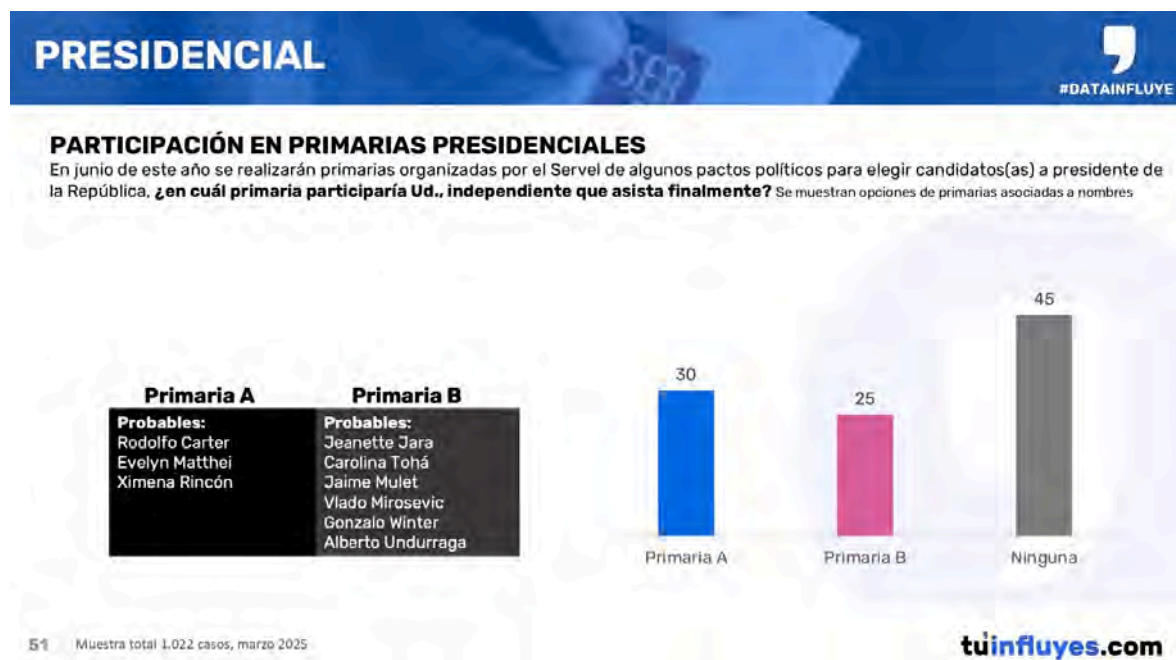 PRESIDENCIAL
SER
#DATAINFLUYE
PARTICIPACIÓN EN PRIMARIAS PRESIDENCIALES
En junio de este año se realizarán primarias organizadas por el Servel de algunos pactos políticos para elegir candidatos(as) a presidente de
la República, ¿en cuál primaria participaría Ud., independiente que asista finalmente? Se muestran opciones de primarias asociadas a nombres
Primaria A
Probables:
Rodolfo Carter
Evelyn Matthei
Ximena Rincón
Primaria B
Probables:
Jeanette Jara
Carolina Tohá
Jaime Mulet
Vlado Mirosevic
Gonzalo Winter
Alberto Undurraga
30
25
45
Primaria A
Primaria B
Ninguna
51
Muestra total 1.022 casos, marzo 2025
tuinfluyes.com